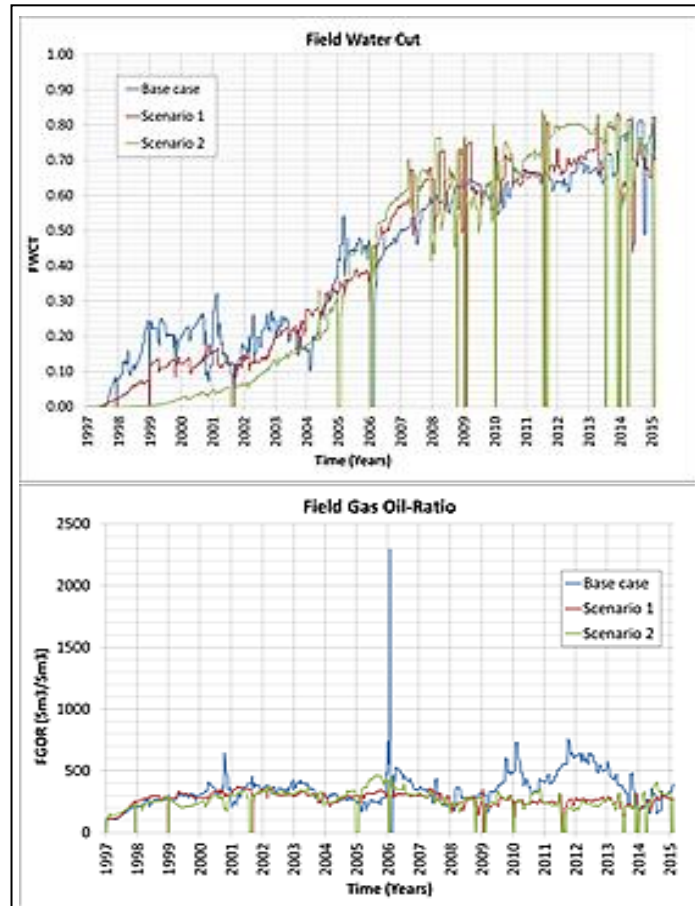 Field Water Cut
1.00
0.90
0.80
0.70
0.60
0.50
0.40
0.30
0.20
0.10
0.00
FWCT
Base case
Scenario 1
Scenario 2
1997 1998 1999 2000 2001 2002 2003 2004 2005 2006 2007 2008 2009 2010 2011 2012 2013 2014 2015
Time (Years)
Field Gas Oil-Ratio
2500
2000
1500
1000
500
0
FGOR (Sm3/Sm3)
Base case
Scenario 1
Scenario 2
1997 1998 1999 2000 2001 2002 2003 2004 2005 2006 2007 2008 2009 2010 2011 2012 2013 2014 2015
Time (Years)